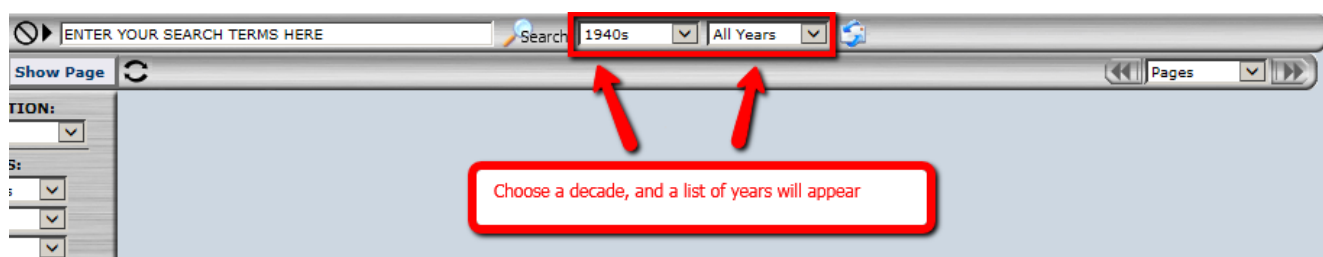 ENTER YOUR SEARCH TERMS HERE Search 1940s All Years
Show Page Pages
TION:
S:
s
Choose a decade, and a list of years will appear